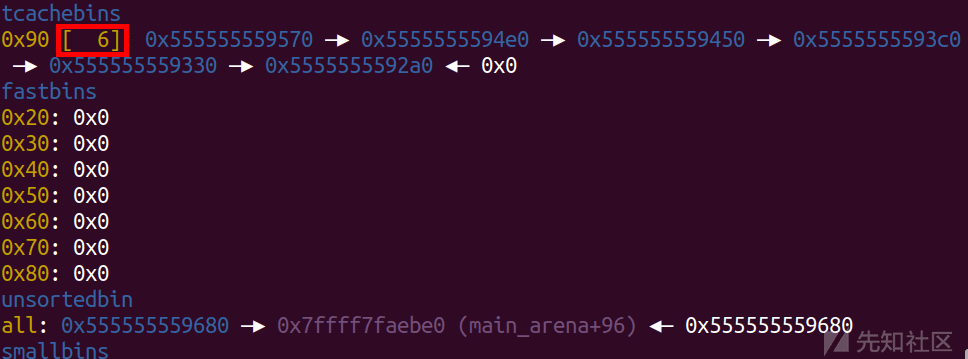 tcachebins
0x90 [  6]  0x555555559570 —▸ 0x5555555594e0 —▸ 0x555555559450 —▸ 0x5555555593c0
—▸ 0x555555559330 —▸ 0x5555555592a0 ◂— 0x0
fastbins
0x20: 0x0
0x30: 0x0
0x40: 0x0
0x50: 0x0
0x60: 0x0
0x70: 0x0
0x80: 0x0
unsortedbin
all: 0x555555559680 —▸ 0x7ffff7faebe0 (main_arena+96) ◂— 0x555555559680
smallbins
先知社区